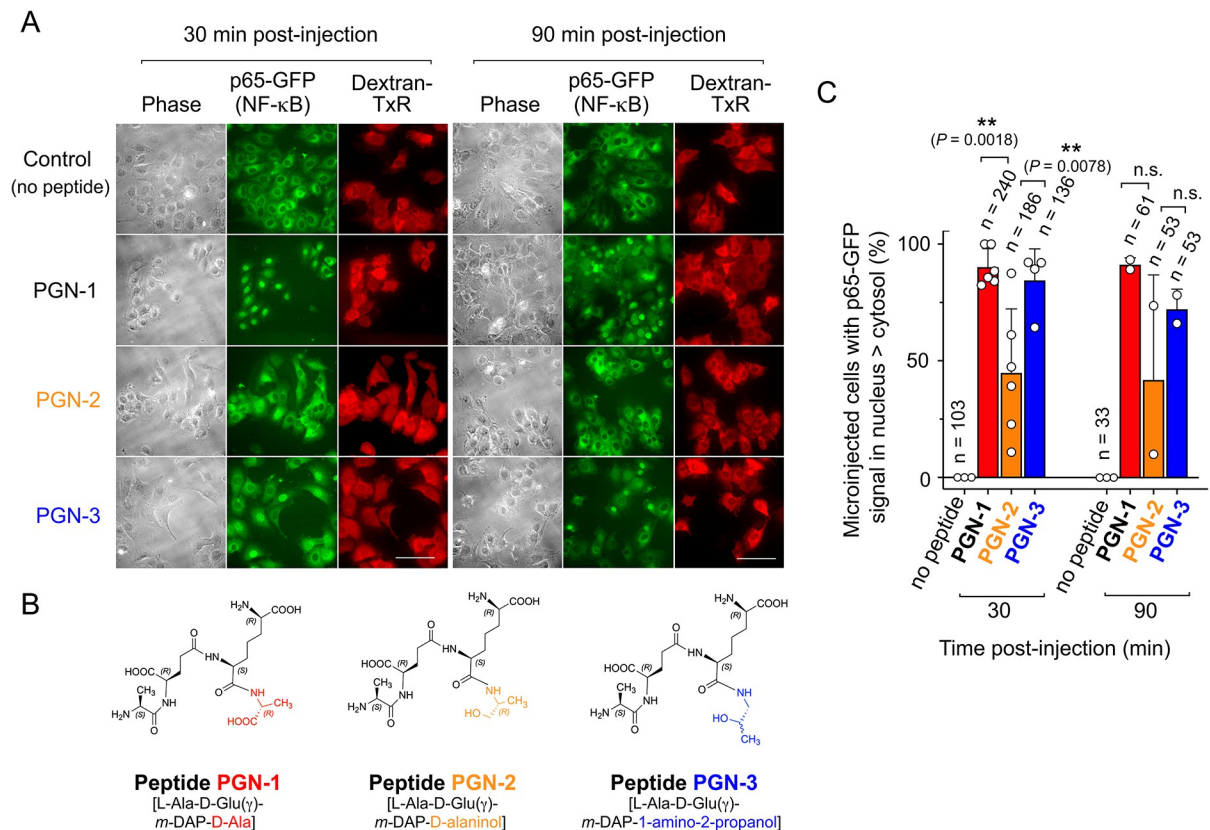 A
30 min post-injection
90 min post-injection
Phase
p65-GFP
(NF-κB)
Dextran-
TxR
Phase
p65-GFP
(NF-κB)
Dextran-
TxR
Control
(no peptide)
PGN-1
PGN-2
PGN-3
B
H₂N
COOH
(R)
O
HN
(S)
HOOC
(R)
CH₃
NH
O
NH
H₂N
(S)
O
CH₃
(R)
HOOC
Peptide PGN-1
[L-Ala-D-Glu(γ)-
m-DAP-D-Ala]
H₂N
COOH
(R)
O
HN
(S)
HOOC
(R)
CH₃
NH
O
NH
H₂N
(S)
O
CH₃
(R)
HO
Peptide PGN-2
[L-Ala-D-Glu(γ)-
m-DAP-D-alaninol]
H₂N
COOH
(R)
O
HN
(S)
HOOC
(R)
CH₃
NH
O
NH
H₂N
(S)
O
HO
CH₃
Peptide PGN-3
[L-Ala-D-Glu(γ)-
m-DAP-1-amino-2-propanol]
C
**
(P = 0.0018)
**
(P = 0.0078)
n.s.
n.s.
n = 103
n = 240
n = 186
n = 136
n = 33
n = 61
n = 53
n = 53
Microinjected cells with p65-GFP
signal in nucleus > cytosol (%)
100
50
0
no peptide
PGN-1
PGN-2
PGN-3
no peptide
PGN-1
PGN-2
PGN-3
30
90
Time post-injection (min)